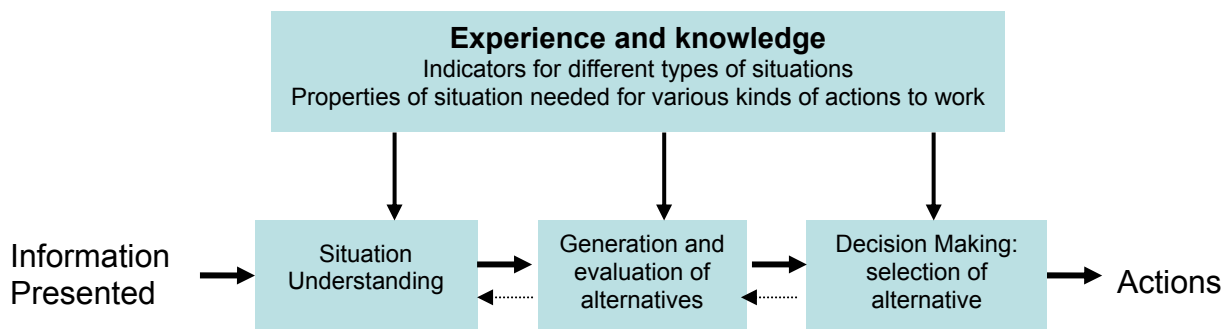 Experience and knowledge
Indicators for different types of situations
Properties of situation needed for various kinds of actions to work
Information
Presented
Situation
Understanding
Generation and
evaluation of
alternatives
Decision Making:
selection of
alternative
Actions